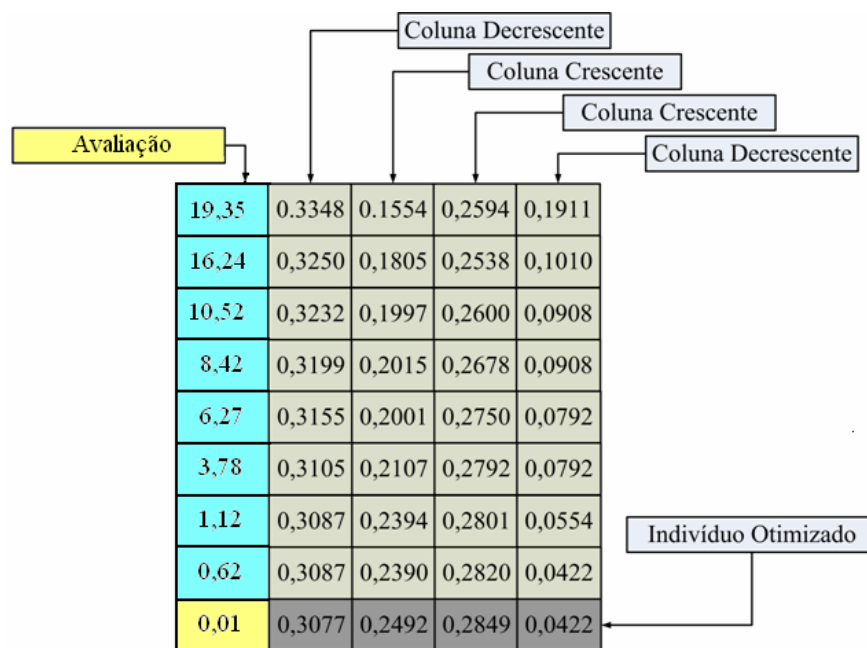 Coluna Decrescente
Coluna Crescente
Coluna Crescente
Avaliação
Coluna Decrescente
19,35 0.3348 0.1554 0,2594 0,1911
16,24 0,3250 0,1805 0,2538 0,1010
10,52 0,3232 0,1997 0,2600 0,0908
8,42 0,3199 0,2015 0,2678 0,0908
6,27 0,3155 0,2001 0,2750 0,0792
3,78 0,3105 0,2107 0,2792 0,0792
1,12 0,3087 0,2394 0,2801 0,0554
Indivíduo Otimizado
0,62 0,3087 0,2390 0,2820 0,0422
0,01 0,3077 0,2492 0,2849 0,0422